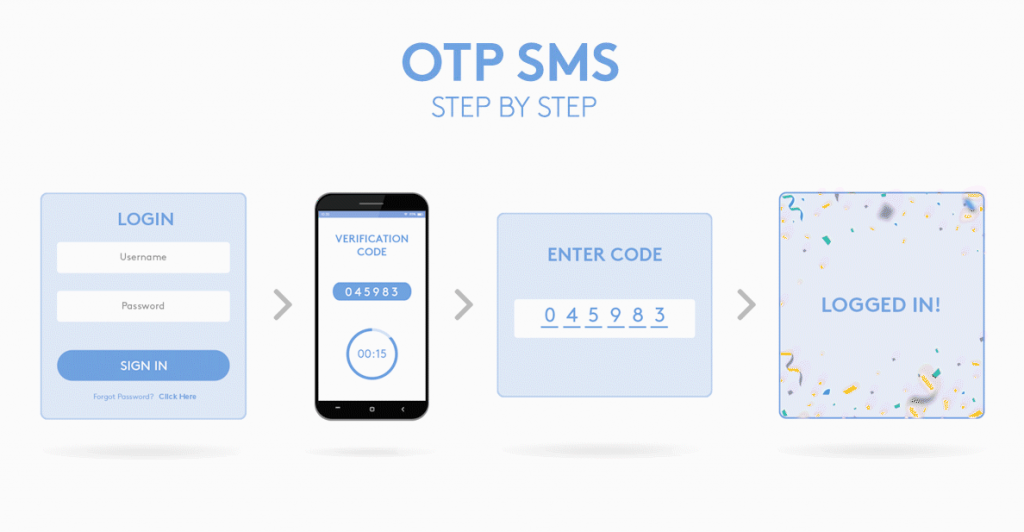 OTP SMS
STEP BY STEP
LOGIN
Username
Password
SIGN IN
Forgot Password? Click Here
VERIFICATION
CODE
045983
00:15
ENTER CODE
0 4 5 9 8 3
LOGGED IN!